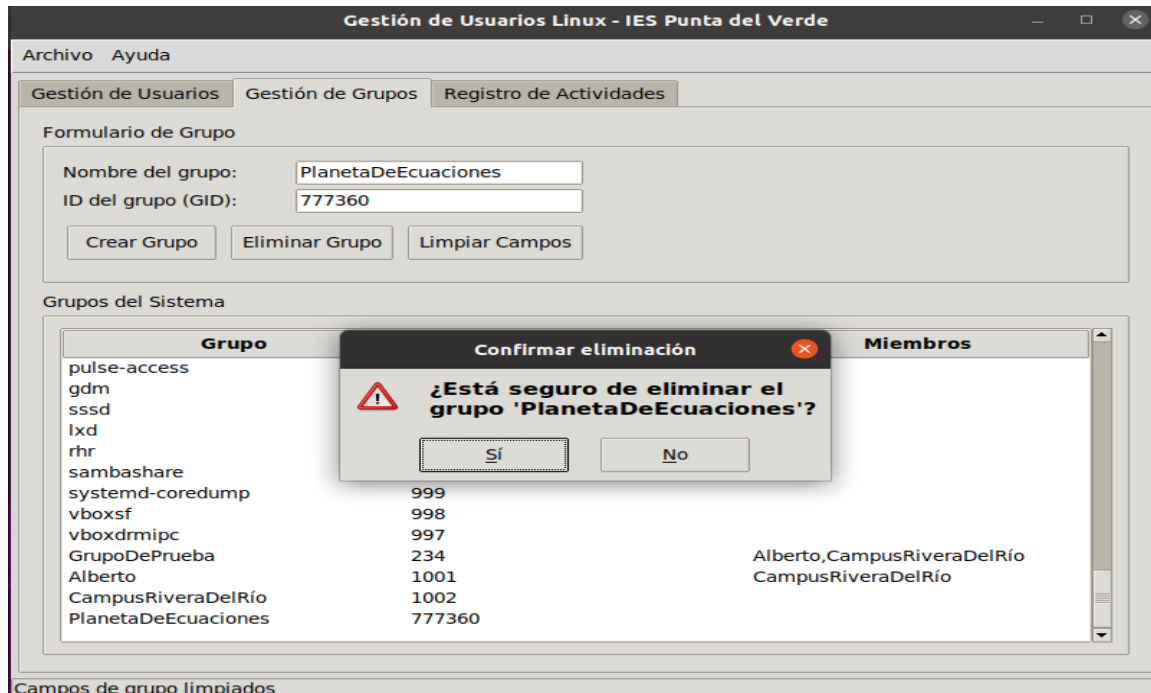 Gestión de Usuarios Linux - IES Punta del Verde
Archivo Ayuda
Gestión de Usuarios Gestión de Grupos Registro de Actividades
Formulario de Grupo
Nombre del grupo: PlanetaDeEcuaciones
ID del grupo (GID): 777360
Crear Grupo Eliminar Grupo Limpiar Campos
Grupos del Sistema
Grupo Miembros
pulse-access
gdm
sssd
lxd
rhr
sambashare
systemd-coredump 999
vboxsf 998
vboxdrmipc 997
GrupoDePrueba 234 Alberto,CampusRiveraDelRío
Alberto 1001 CampusRiveraDelRío
CampusRiveraDelRío 1002
PlanetaDeEcuaciones 777360
Confirmar eliminación
¿Está seguro de eliminar el
grupo 'PlanetaDeEcuaciones'?
Sí No
Campos de grupo limpiados